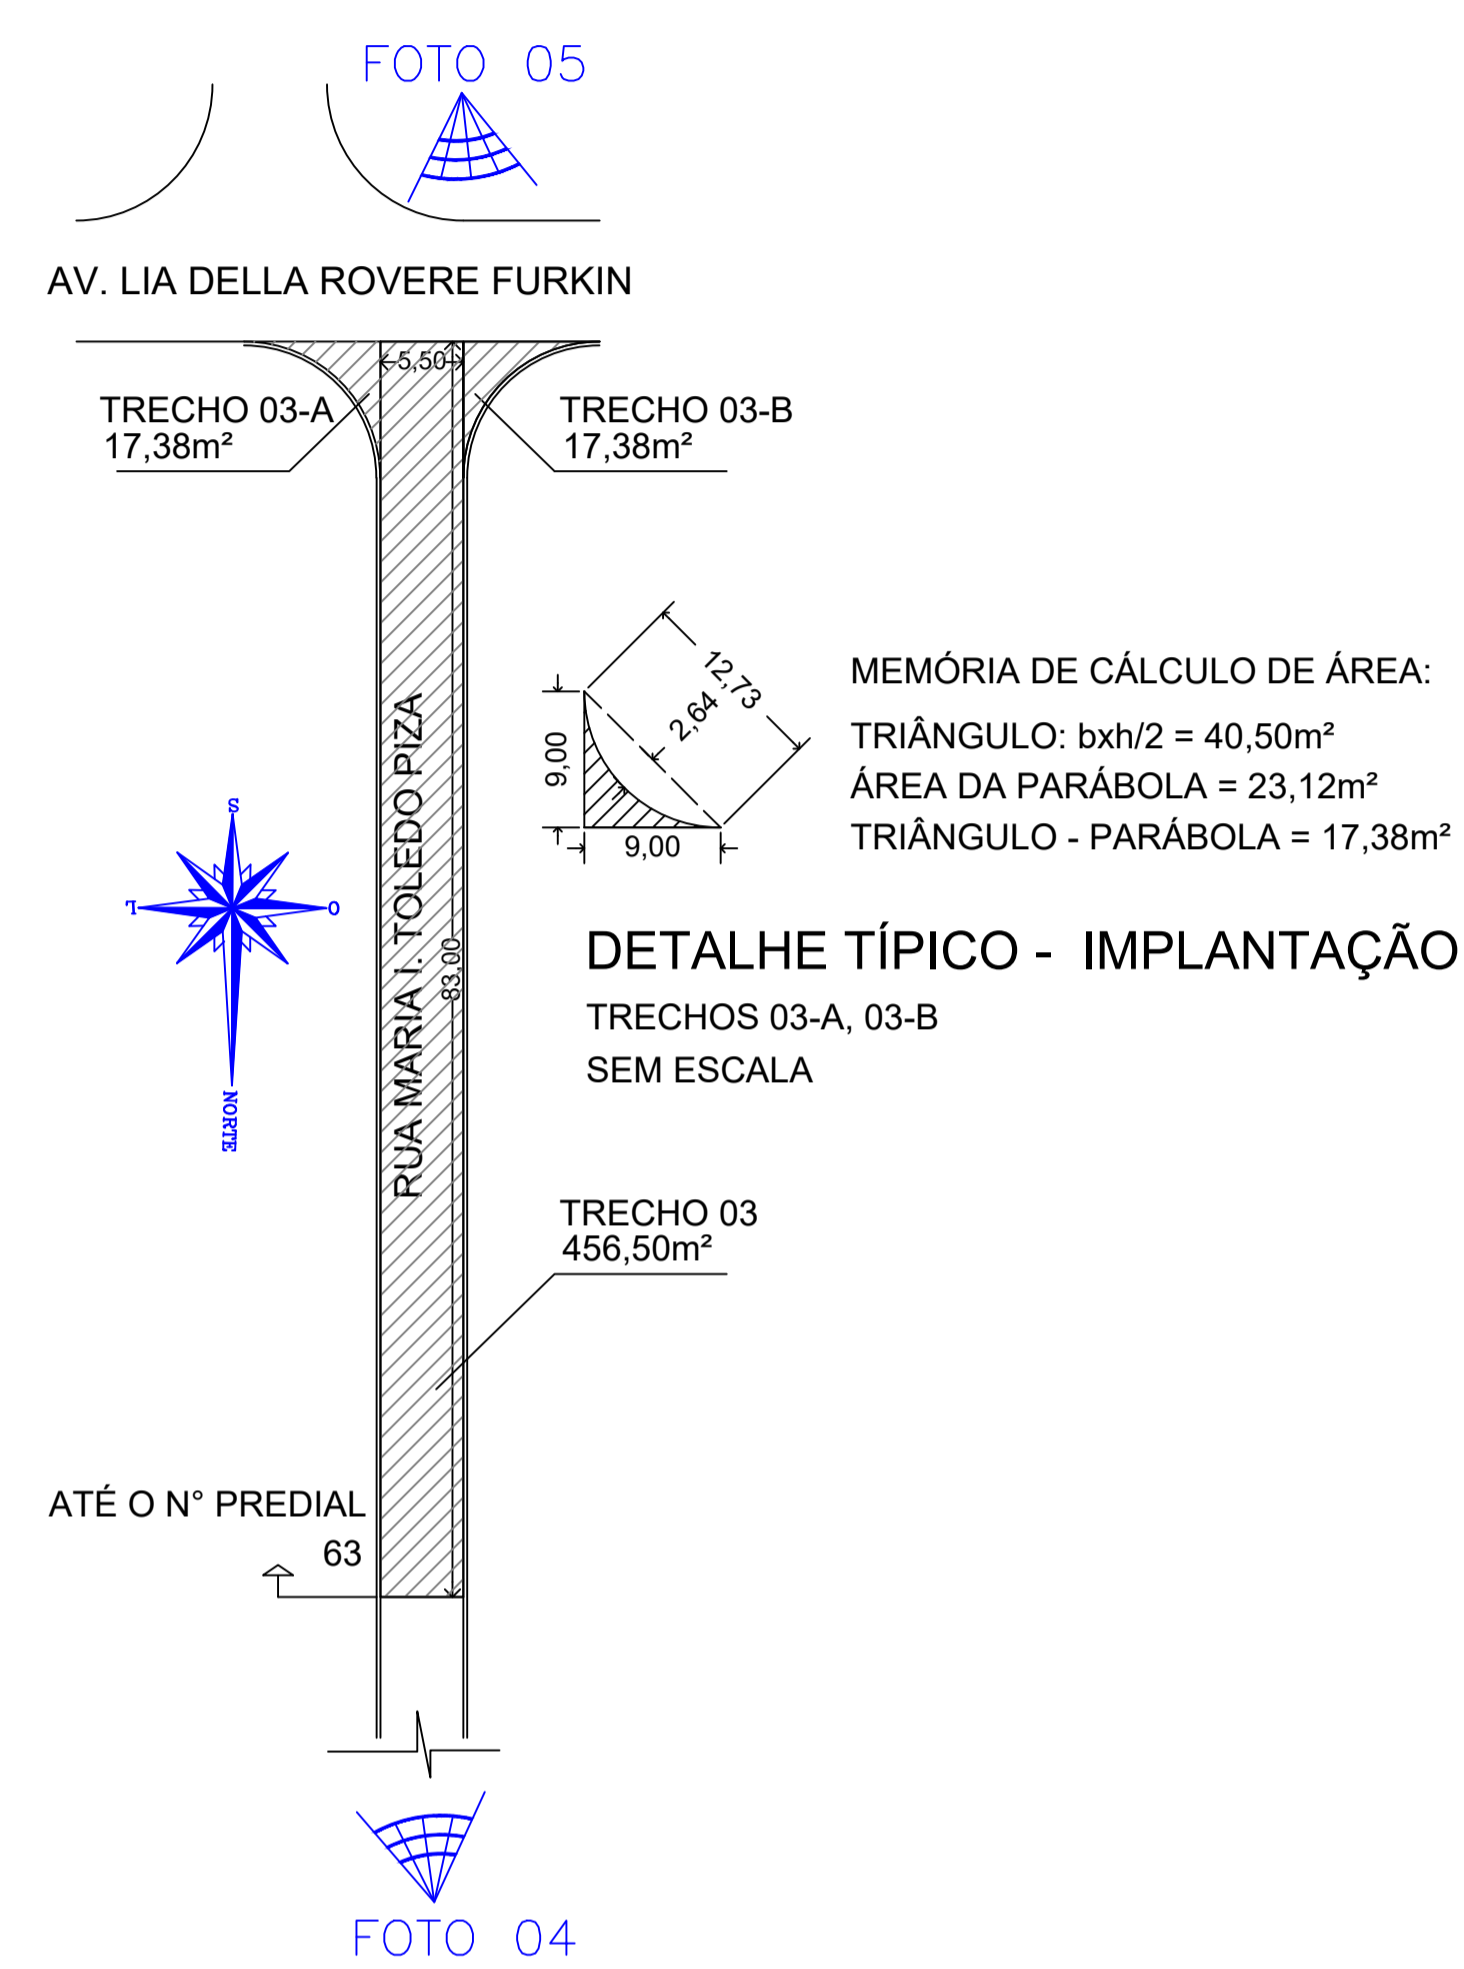 FOTO 05
AV. LIA DELLA ROVERE FURKIN
5,50
TRECHO 03-A
17,38m²
TRECHO 03-B
17,38m²
RUA MARIA I. TOLEDO PIZA
83,00
12,73
2,64
9,00
9,00
MEMÓRIA DE CÁLCULO DE ÁREA:
TRIÂNGULO: bxh/2 = 40,50m²
ÁREA DA PARÁBOLA = 23,12m²
TRIÂNGULO - PARÁBOLA = 17,38m²
S
L
O
NORTE
DETALHE TÍPICO - IMPLANTAÇÃO
TRECHOS 03-A, 03-B
SEM ESCALA
TRECHO 03
456,50m²
ATÉ O N° PREDIAL
63
FOTO 04